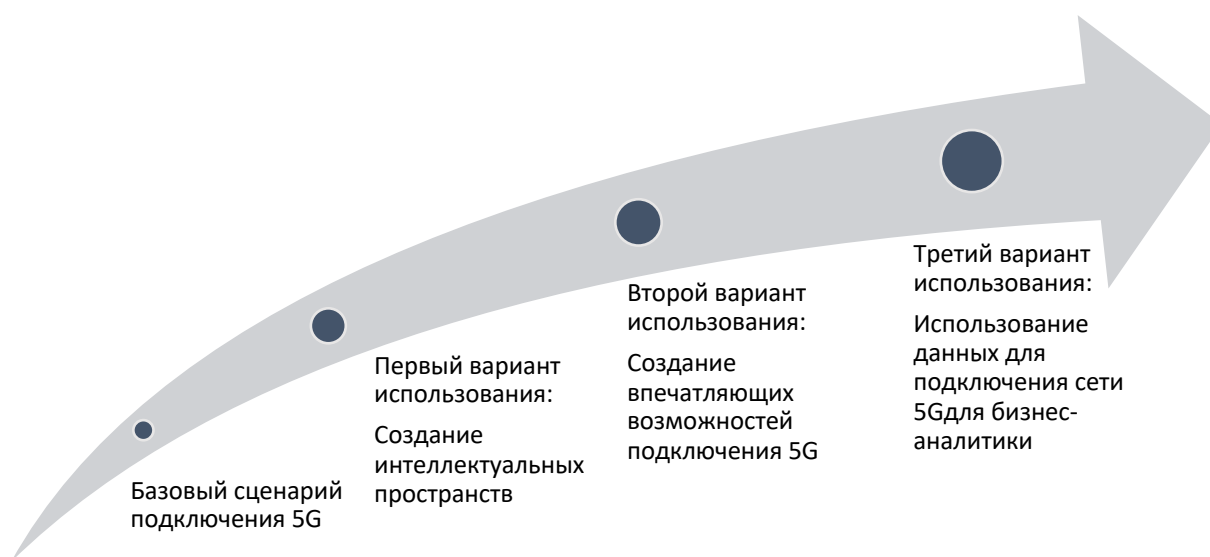 Базовый сценарий
подключения 5G
Первый вариант
использования:
Создание
интеллектуальных
пространств
Второй вариант
использования:
Создание
впечатляющих
возможностей
подключения 5G
Третий вариант
использования:
Использование
данных для
подключения сети
5Gдля бизнес-
аналитики